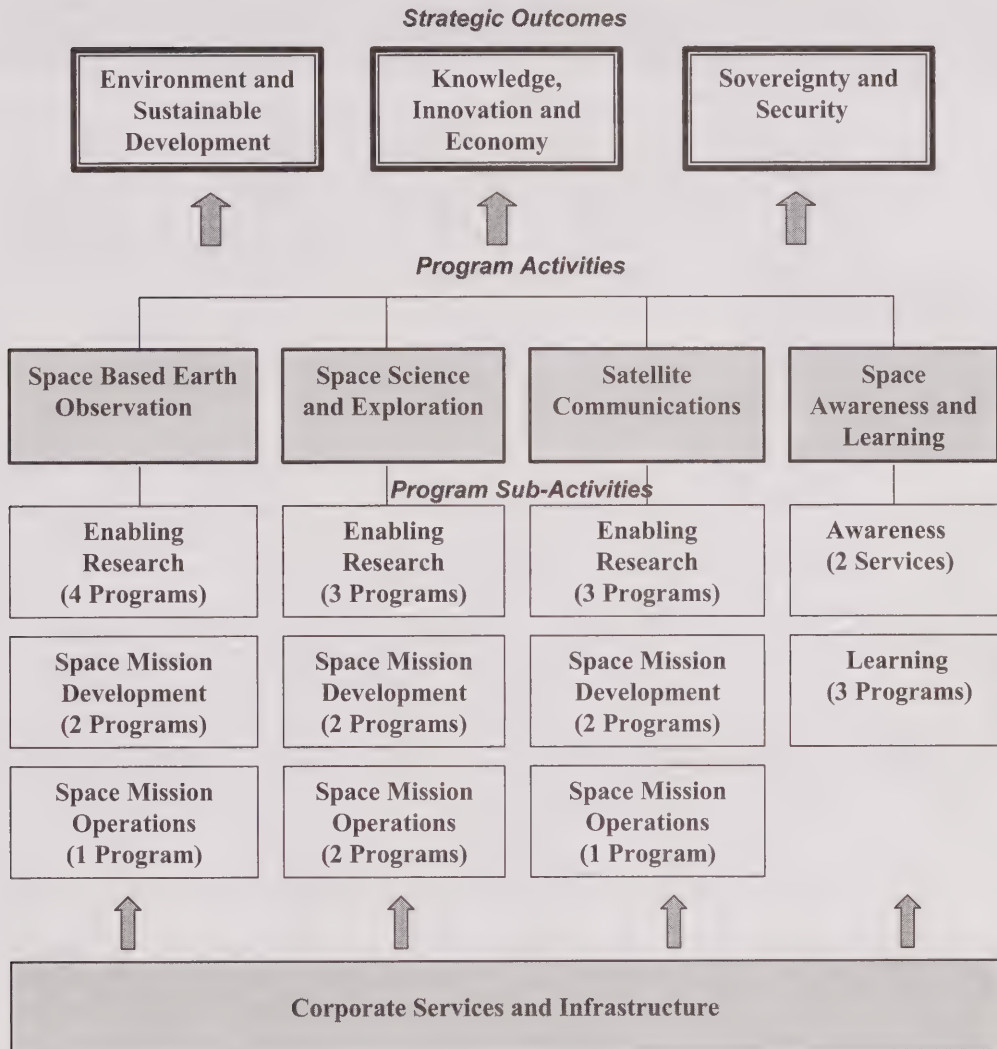 Strategic Outcomes
Environment and
Sustainable
Development
Knowledge,
Innovation and
Economy
Sovereignty and
Security
Program Activities
Space Based Earth
Observation
Space Science
and Exploration
Satellite
Communications
Space
Awareness and
Learning
Program Sub-Activities
Enabling
Research
(4 Programs)
Enabling
Research
(3 Programs)
Enabling
Research
(3 Programs)
Awareness
(2 Services)
Space Mission
Development
(2 Programs)
Space Mission
Development
(2 Programs)
Space Mission
Development
(2 Programs)
Learning
(3 Programs)
Space Mission
Operations
(1 Program)
Space Mission
Operations
(2 Programs)
Space Mission
Operations
(1 Program)
Corporate Services and Infrastructure